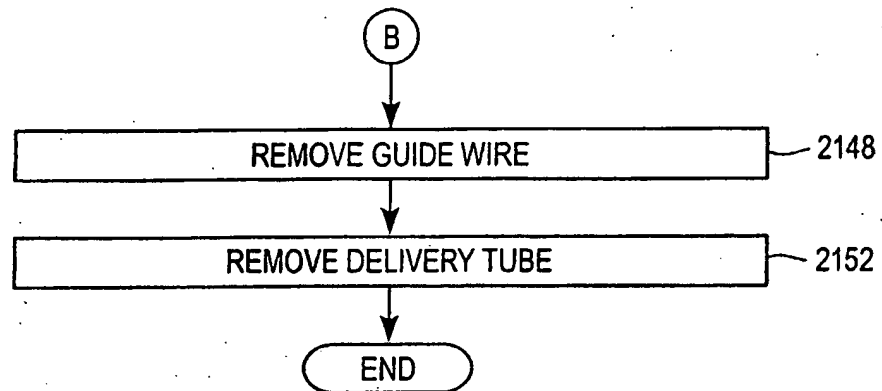 B
REMOVE GUIDE WIRE 2148
REMOVE DELIVERY TUBE 2152
END